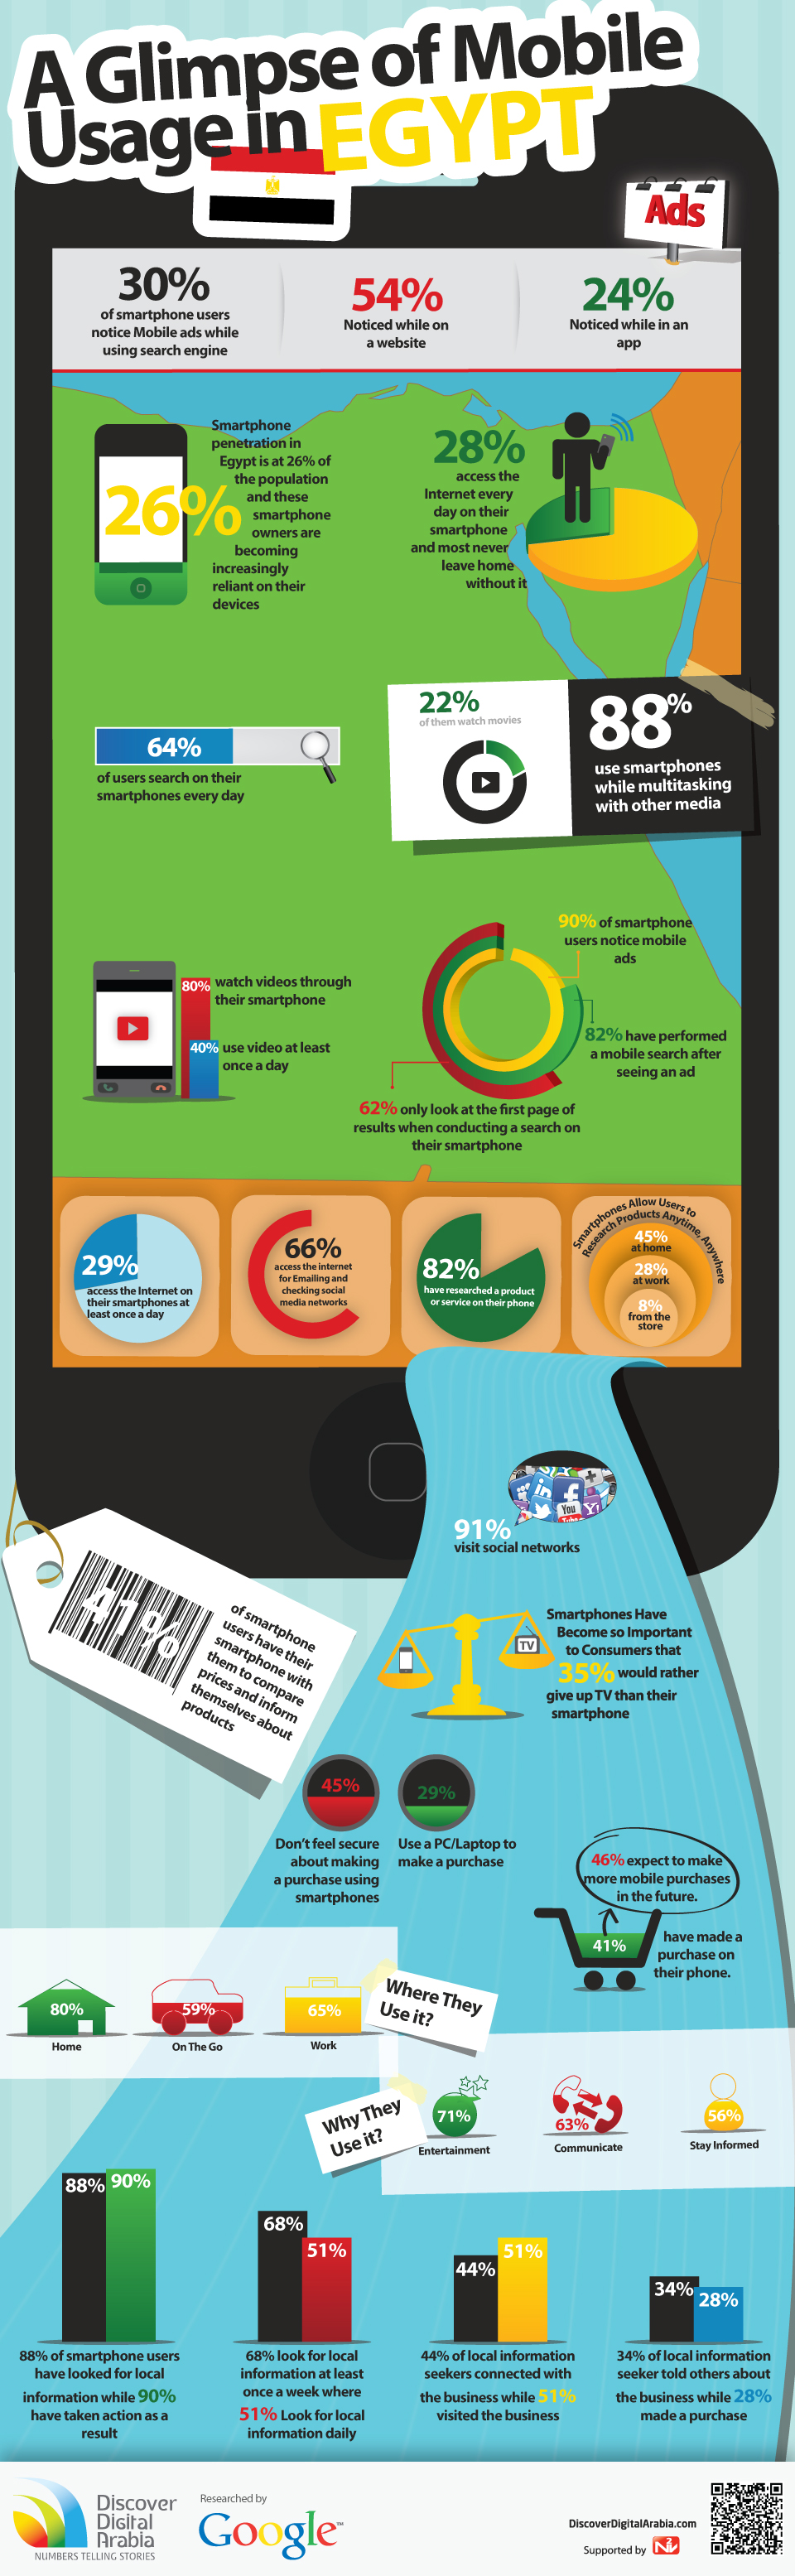 A Glimpse of Mobile
Usage in EGYPT
Ads
30%
of smartphone users
notice Mobile ads while
using search engine
54%
Noticed while on
a website
24%
Noticed while in an
app
26%
Smartphone
penetration in
Egypt is at 26% of
the population
and these
smartphone
owners are
becoming
increasingly
reliant on their
devices
28%
access the
Internet every
day on their
smartphone
and most never
leave home
without it
64%
of users search on their
smartphones every day
22%
of them watch movies
88%
use smartphones
while multitasking
with other media
80%
watch videos through
their smartphone
40%
use video at least
once a day
90% of smartphone
users notice mobile
ads
82% have performed
a mobile search after
seeing an ad
62% only look at the first page of
results when conducting a search on
their smartphone
29%
access the Internet on
their smartphones at
least once a day
66%
access the internet
for Emailing and
checking social
media networks
82%
have researched a product
or service on their phone
Smartphones Allow Users to
Research Products Anytime, Anywhere
45%
at home
28%
at work
8%
from the
store
in
f
You
Tube
Y!
91%
visit social networks
41%
of smartphone
users have their
smartphone with
them to compare
prices and inform
themselves about
products
TV
Smartphones Have
Become so Important
to Consumers that
35% would rather
give up TV than their
smartphone
45%
Don't feel secure
about making
a purchase using
smartphones
29%
Use a PC/Laptop to
make a purchase
46% expect to make
more mobile purchases
in the future.
41%
have made a
purchase on
their phone.
80%
Home
59%
On The Go
65%
Work
Where They
Use it?
Why They
Use it?
71%
Entertainment
63%
Communicate
56%
Stay Informed
88%
90%
88% of smartphone users
have looked for local
information while 90%
have taken action as a
result
68%
51%
68% look for local
information at least
once a week where
51% Look for local
information daily
44%
51%
44% of local information
seekers connected with
the business while 51%
visited the business
34%
28%
34% of local information
seeker told others about
the business while 28%
made a purchase
Discover
Digital
Arabia
NUMBERS TELLING STORIES
Researched by
Google™
DiscoverDigitalArabia.com
Supported by